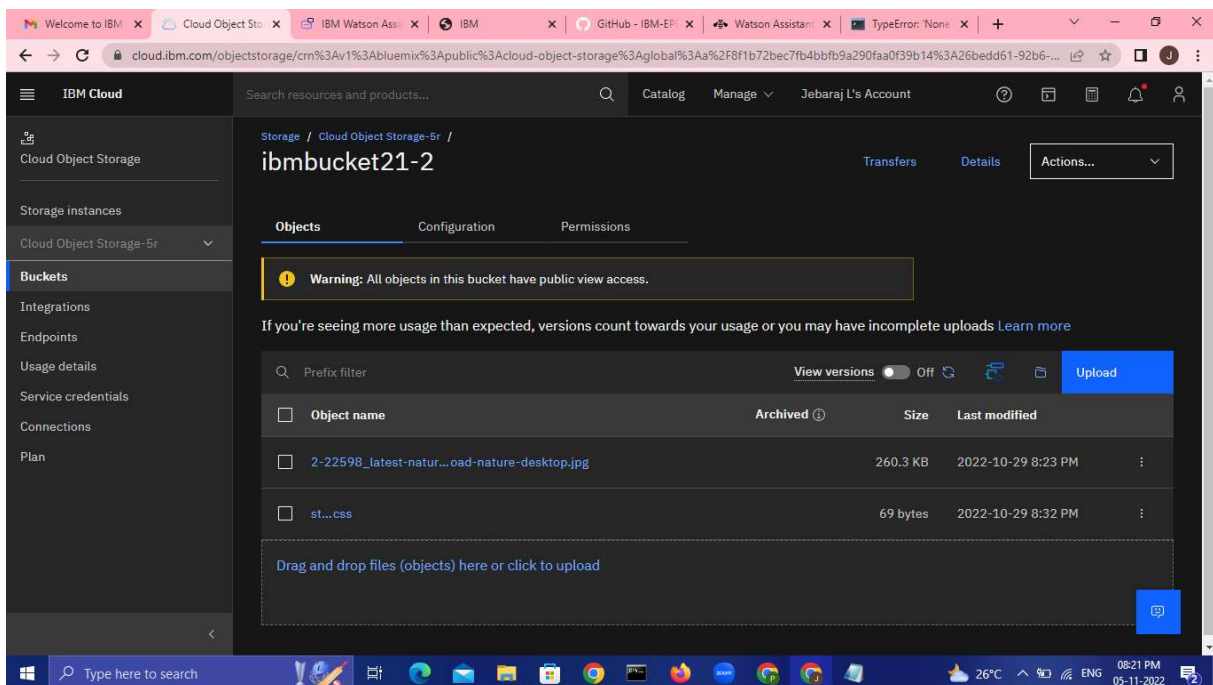 Welcome to IBM
Cloud Object Sto
IBM Watson Assi
IBM
GitHub - IBM-EP
Watson Assistan
TypeError: 'None
cloud.ibm.com/objectstorage/crn%3Av1%3Abluemix%3Apublic%3Acloud-object-storage%3Aglobal%3Aa%2F8f1b72bec7fb4bbfb9a290faa0f39b14%3A26bedd61-92b6-...
J
IBM Cloud
Search resources and products...
Catalog
Manage
Jebaraj L's Account
Cloud Object Storage
Storage instances
Cloud Object Storage-5r
Buckets
Integrations
Endpoints
Usage details
Service credentials
Connections
Plan
Storage / Cloud Object Storage-5r /
ibmbucket21-2
Transfers
Details
Actions...
Objects
Configuration
Permissions
Warning: All objects in this bucket have public view access.
If you're seeing more usage than expected, versions count towards your usage or you may have incomplete uploads Learn more
Prefix filter
View versions
Off
Upload
Object name
Archived
Size
Last modified
2-22598_latest-natur...oad-nature-desktop.jpg
260.3 KB
2022-10-29 8:23 PM
st...css
69 bytes
2022-10-29 8:32 PM
Drag and drop files (objects) here or click to upload
Type here to search
26°C
ENG
08:21 PM
05-11-2022
2